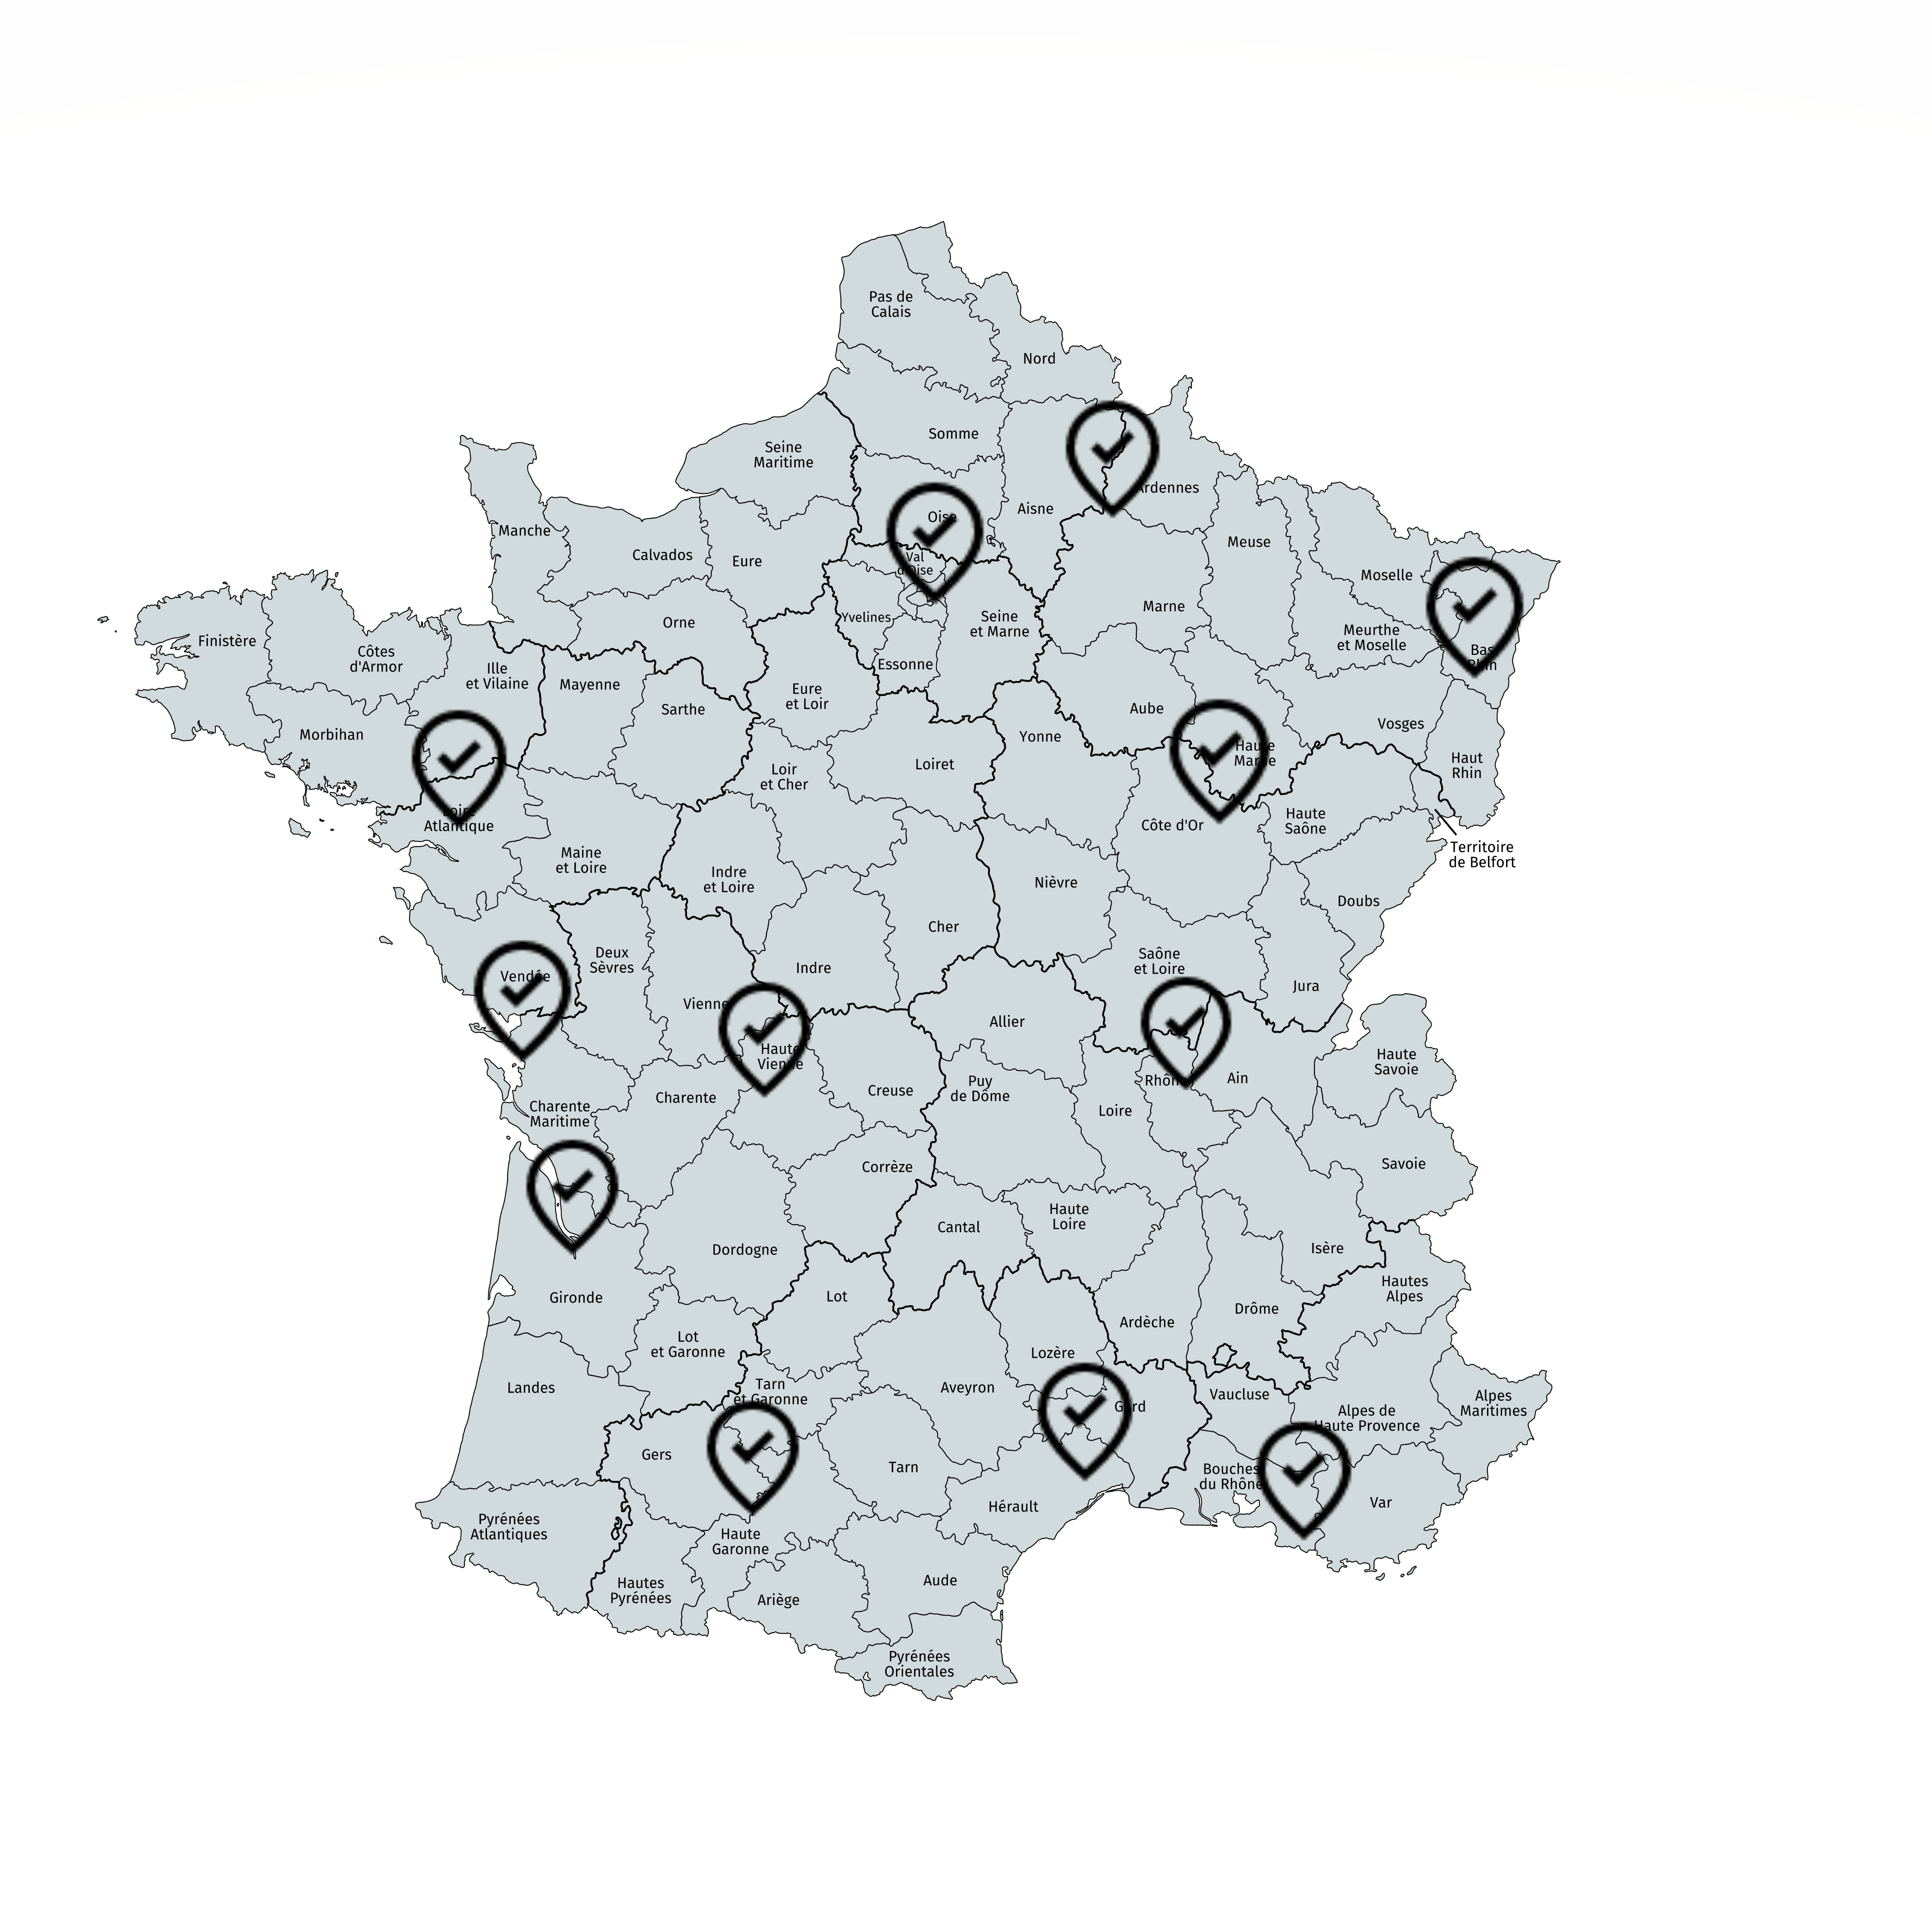 Pas de
Calais
Nord
Somme
Seine
Maritime
Ardennes
Aisne
Oise
Manche
Meuse
Calvados
Eure
Val
d'Oise
Moselle
Marne
Yvelines
Seine
et Marne
Orne
Meurthe
et Moselle
Finistère
Côtes
d'Armor
Bas
Rhin
Essonne
Ille
et Vilaine
Mayenne
Eure
et Loir
Sarthe
Aube
Vosges
Morbihan
Yonne
Haute
Marne
Loiret
Haut
Rhin
Loir
et Cher
Loire
Atlantique
Côte d'Or
Haute
Saône
Territoire
de Belfort
Maine
et Loire
Indre
et Loire
Nièvre
Doubs
Cher
Deux
Sèvres
Saône
et Loire
Indre
Vendée
Jura
Vienne
Allier
Haute
Vienne
Haute
Savoie
Rhône
Ain
Puy
de Dôme
Creuse
Charente
Loire
Charente
Maritime
Savoie
Corrèze
Haute
Loire
Cantal
Dordogne
Isère
Hautes
Alpes
Gironde
Lot
Drôme
Ardèche
Lot
et Garonne
Lozère
Landes
Tarn
et Garonne
Aveyron
Vaucluse
Alpes
Maritimes
Gard
Alpes de
Haute Provence
Gers
Tarn
Bouches
du Rhône
Var
Hérault
Pyrénées
Atlantiques
Haute
Garonne
Aude
Hautes
Pyrénées
Ariège
Pyrénées
Orientales